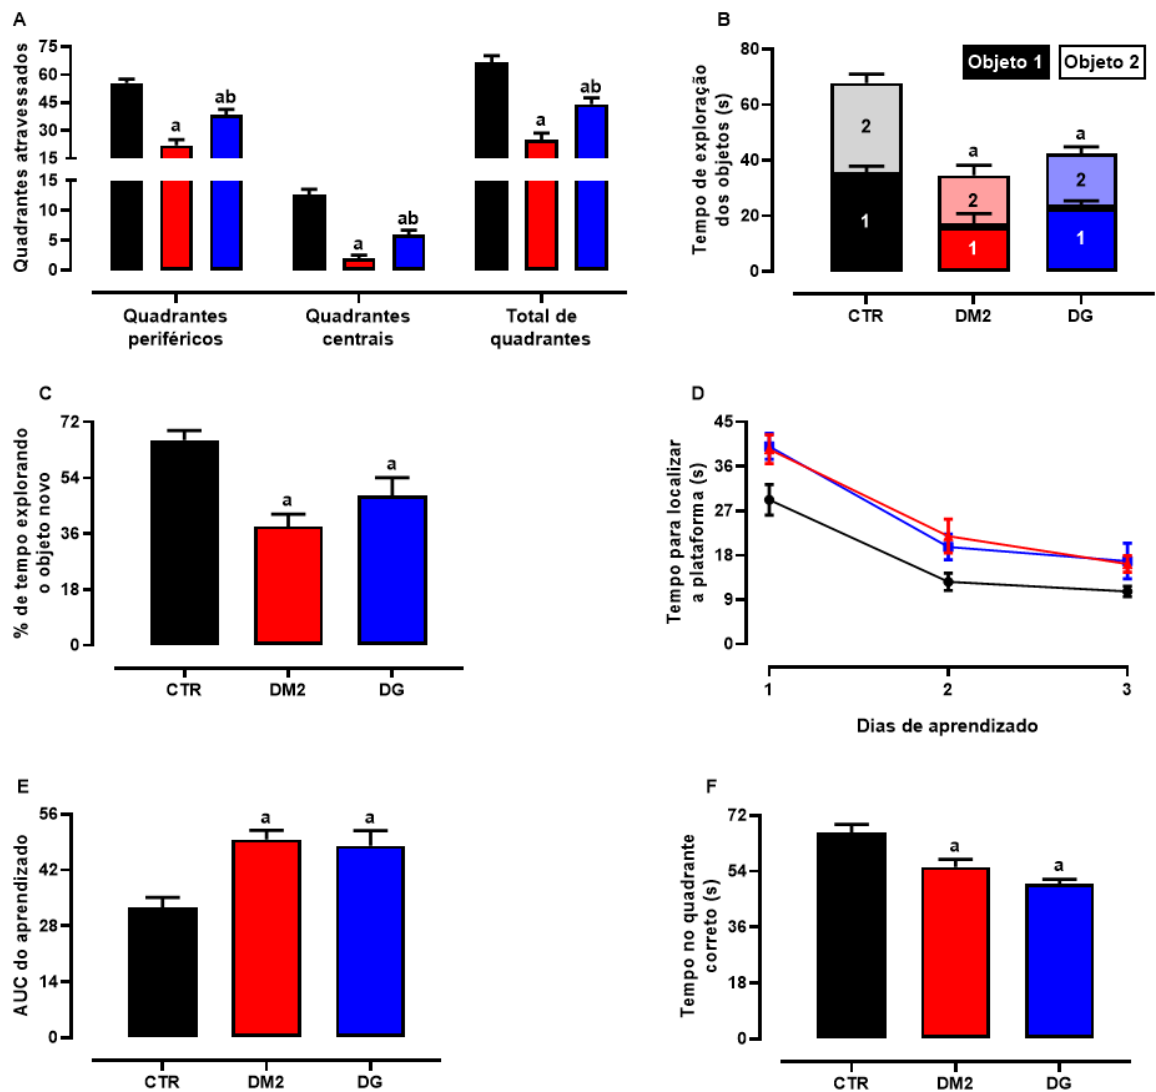 A
Quadrantes atravessados
75
60
45
30
15
15
10
5
0
a
ab
a
ab
a
ab
Quadrantes
periféricos
Quadrantes
centrais
Total de
quadrantes
B
Tempo de exploração
dos objetos (s)
80
60
40
20
0
Objeto 1
Objeto 2
2
1
a
2
1
a
2
1
CTR
DM2
DG
C
% de tempo explorando
o objeto novo
72
54
36
18
0
a
a
CTR
DM2
DG
D
Tempo para localizar
a plataforma (s)
45
36
27
18
9
0
1
2
3
Dias de aprendizado
E
AUC do aprendizado
56
42
28
14
0
a
a
CTR
DM2
DG
F
Tempo no quadrante
correto (s)
72
54
36
18
0
a
a
CTR
DM2
DG